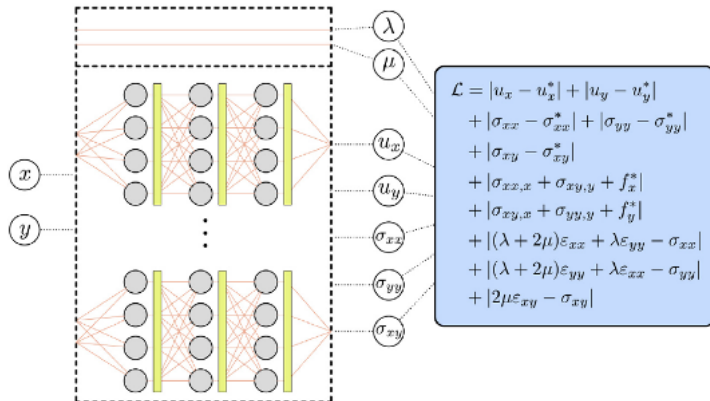 λ
μ
x
y
u_x
u_y
σ_xx
σ_yy
σ_xy
ℒ = |u_x − u_x^*| + |u_y − u_y^*|
+ |σ_xx − σ_xx^*| + |σ_yy − σ_yy^*|
+ |σ_xy − σ_xy^*|
+ |σ_xx,x + σ_xy,y + f_x^*|
+ |σ_xy,x + σ_yy,y + f_y^*|
+ |(λ + 2μ)ε_xx + λε_yy − σ_xx|
+ |(λ + 2μ)ε_yy + λε_xx − σ_yy|
+ |2με_xy − σ_xy|